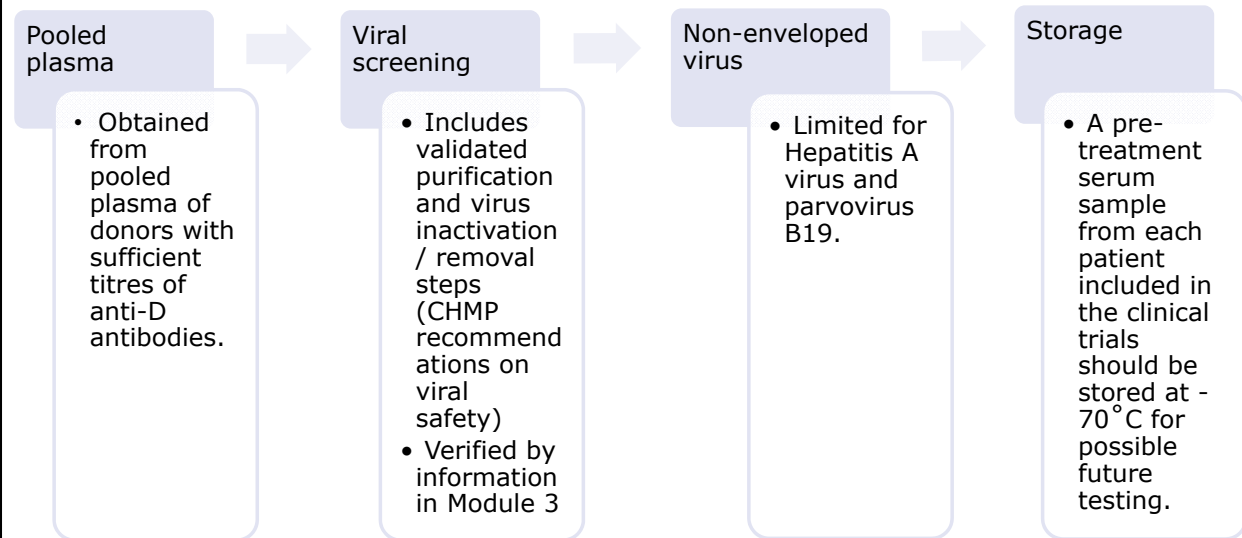 Pooled
plasma
• Obtained
from
pooled
plasma of
donors with
sufficient
titres of
anti-D
antibodies.
Viral
screening
• Includes
validated
purification
and virus
inactivation
/ removal
steps
(CHMP
recommend
ations on
viral
safety)
• Verified by
information
in Module 3
Non-enveloped
virus
• Limited for
Hepatitis A
virus and
parvovirus
B19.
Storage
• A pre-
treatment
serum
sample
from each
patient
included in
the clinical
trials
should be
stored at -
70˚C for
possible
future
testing.